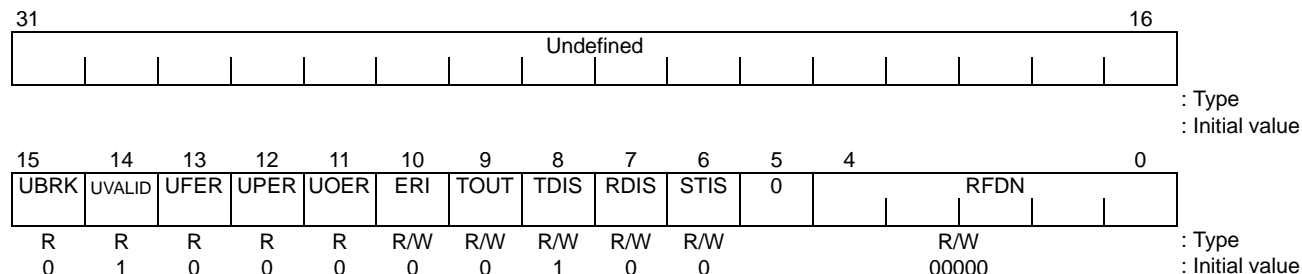 31 16
Undefined
: Type
: Initial value
15 14 13 12 11 10 9 8 7 6 5 4 0
UBRK UVALID UFER UPER UOER ERI TOUT TDIS RDIS STIS 0 RFDN
R R R R R R/W R/W R/W R/W R/W R/W : Type
0 1 0 0 0 0 0 1 0 0 00000 : Initial value